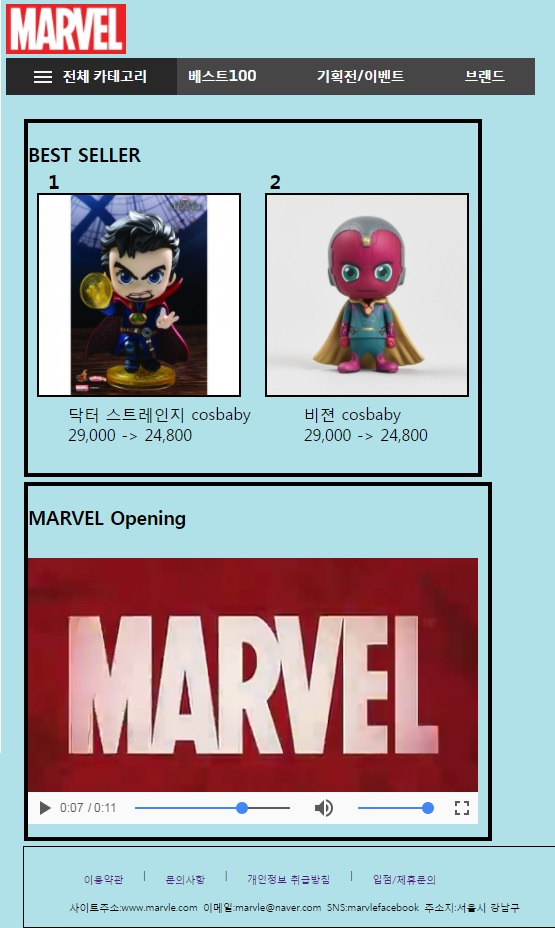 MARVEL
전체 카테고리 베스트100 기획전/이벤트 브랜드
BEST SELLER
1 2
닥터 스트레인지 cosbaby 비젼 cosbaby
29,000 -> 24,800 29,000 -> 24,800
MARVEL Opening
MARVEL
0:07 / 0:11
이용약관 | 문의사항 | 개인정보 취급방침 | 입점/제휴문의
사이트주소:www.marvle.com 이메일:marvle@naver.com SNS:marvlefacebook 주소지:서울시 강남구